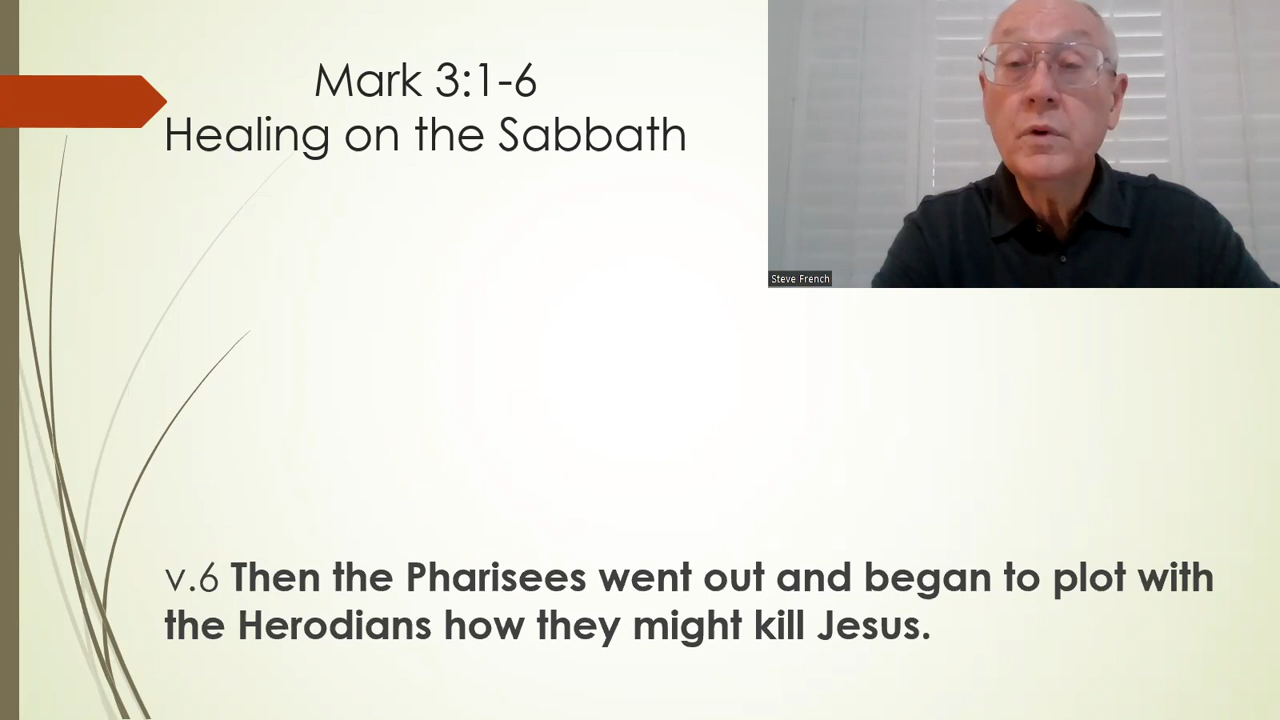 Mark 3:1-6
Healing on the Sabbath
Steve French
v.6 Then the Pharisees went out and began to plot with
the Herodians how they might kill Jesus.